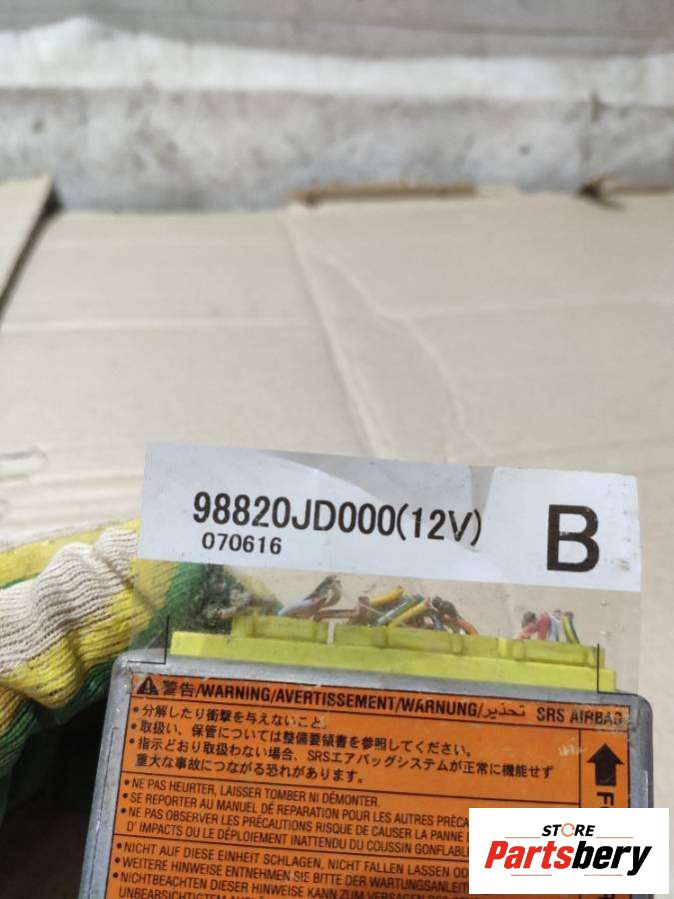 98820JD000(12V)
070616
B
警告/WARNING/AVERTISSEMENT/WARNUNG/تحذير SRS AIRBAG
・分解したり衝撃を与えないこと。
・取扱い、保管については整備要領書を参照してください。
・指示どおり取扱わない場合、SRSエアバッグシステムが正常に機能せず
重大な事故につながる恐れがあります。
• NE PAS HEURTER, LAISSER TOMBER NI DÉMONTER.
• SE REPORTER AU MANUEL DE RÉPARATION POUR LES AUTRES
• NE PAS OBSERVER LES PRÉCAUTIONS RISQUE DE CAUSER LA PANNE
D' IMPACTS OU LE DÉPLOIEMENT INATTENDU DU COUSSIN
• NICHT AUF DIESE EINHEIT SCHLAGEN, NICHT FALLEN LASSEN
• WEITERE HINWEISE ENTNEHMEN SIE BITTE DER WARTUNGSANLEIT
• NICHTBEACHTEN DIESER HINWEISE KANN ZUM VERSAGEN
STORE
Partsbery